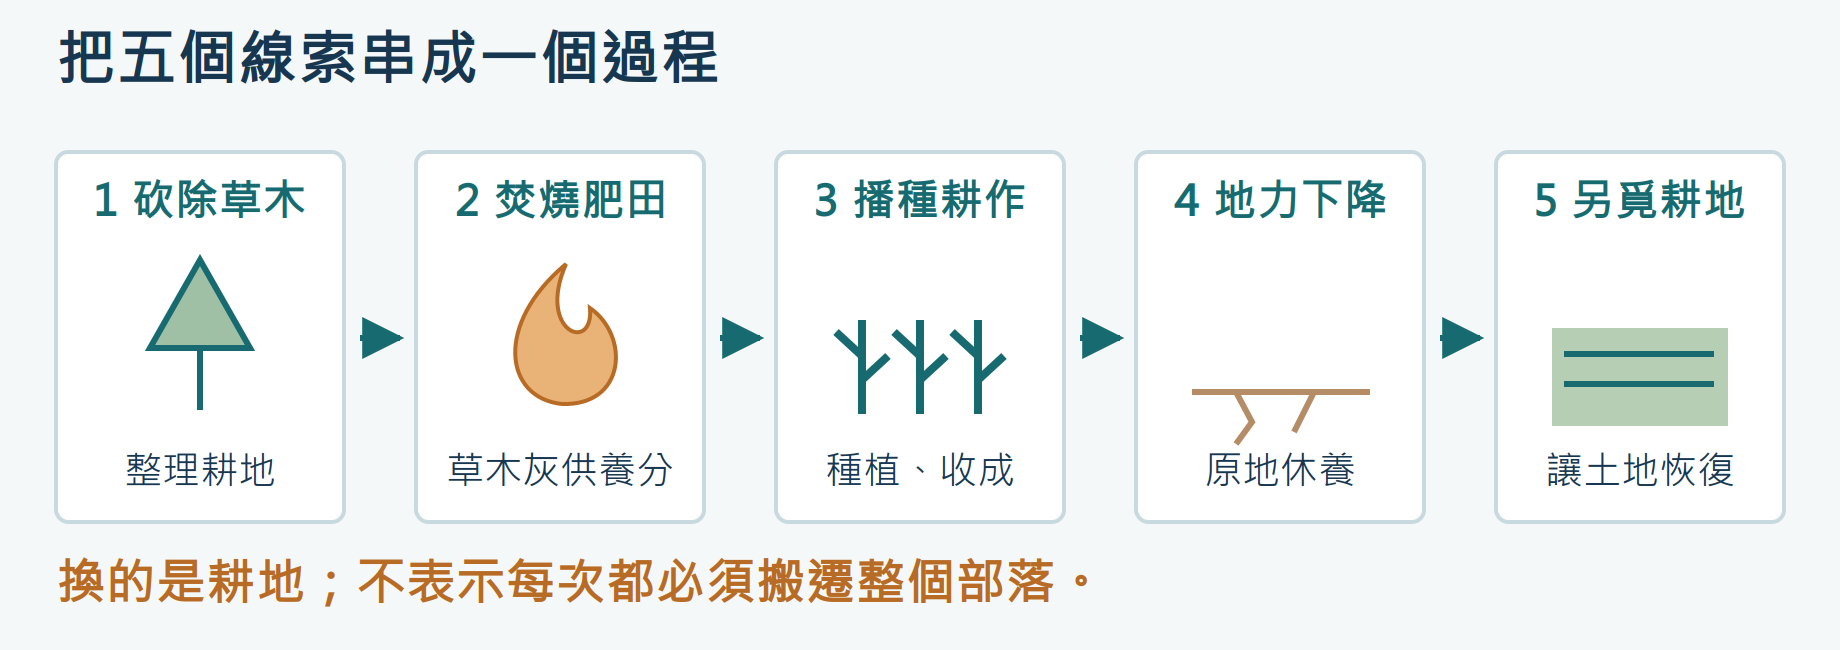 把五個線索串成一個過程
1 砍除草木
整理耕地
2 焚燒肥田
草木灰供養分
3 播種耕作
種植、收成
4 地力下降
原地休養
5 另覓耕地
讓土地恢復
換的是耕地；不表示每次都必須搬遷整個部落。